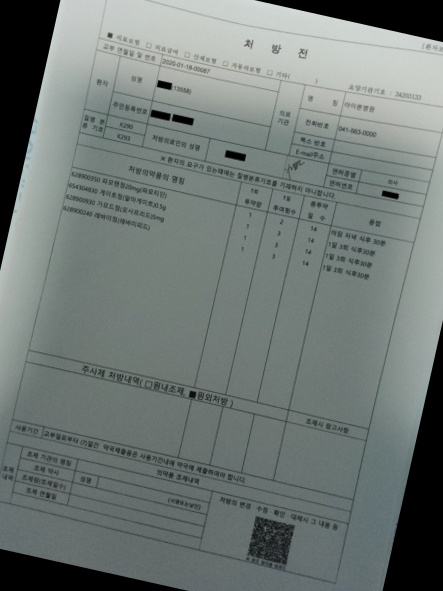 처 방 전
■ 의료보험 □ 의료급여 □ 산재보험 □ 자동차보험 □ 기타( )
요양기관기호 : 34200133
교부 연월일 및 번호 2020-01-18-00087
환자
성명
13558)
주민등록번호
의료 기관
명 칭 아이본병원
전화번호 041-663-0000
팩스 번호
E-mail주소
질병 분류 기호
K290
K293
처방의료인의 성명
면허종별 의사
면허번호
※ 환자의 요구가 있는때에는 질병분류기호를 기재하지 아니합니다.
처방의약품의 명칭
1회 투약량
1일 투여횟수
총투약 일 수
용법
628900350 파모텐정20mg(파모티딘) 1 2 14 아침 저녁 식후 30분
654304830 게이트정(알마게이트)0.5g 1 3 14 1일 3회 식후30분
628900930 가모드정(모사프리드)5mg 1 3 14 1일 3회 식후30분
628900240 레바미정(레바미피드) 1 3 14 1일 3회 식후30분
주사제 처방내역( □원내조제, ■원외처방 )
조제시 참고사항
사용기간 교부일로부터 (7)일간 약국제출용은 사용기간내에 약국에 제출하여야 합니다.
의약품 조제내역
조제 내역
조제 기관의 명칭
조제 약사
성명
조제량(조제일수)
조제 연월일
처방의 변경 · 수정 · 확인 · 대체시 그 내용 등